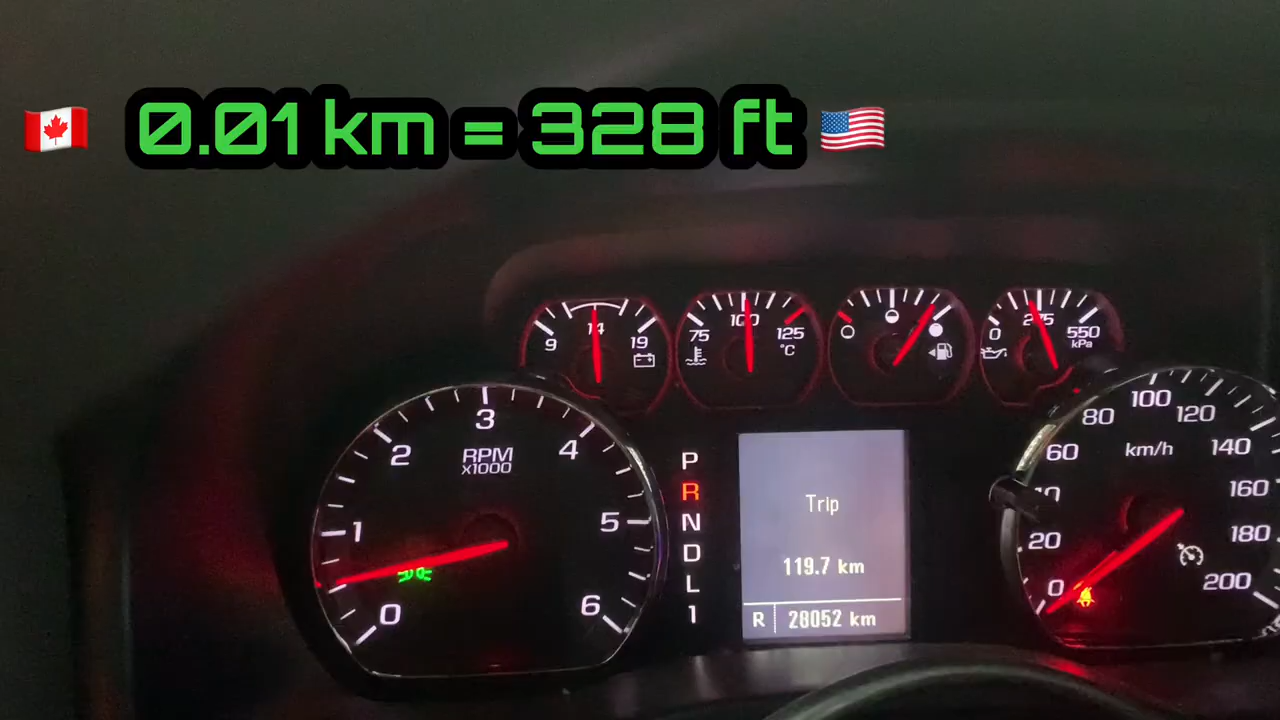 0.01 km = 328 ft
9 14 19
75 100 125
°C
0 275 550
kPa
0 1 2 3 4 5 6
RPM
x1000
P
R
N
D
L
1
Trip
119.7 km
R 28052 km
0 20 40 60 80 100 120 140 160 180 200
km/h